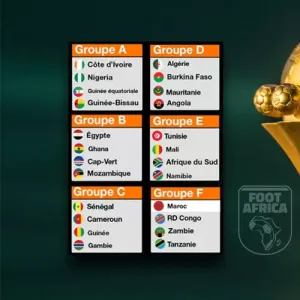 Groupe A
Côte d'Ivoire
Nigeria
Guinée équatoriale
Guinée-Bissau
Groupe D
Algérie
Burkina Faso
Mauritanie
Angola
Groupe B
Égypte
Ghana
Cap-Vert
Mozambique
Groupe E
Tunisie
Mali
Afrique du Sud
Namibie
Groupe C
Sénégal
Cameroun
Guinée
Gambie
Groupe F
Maroc
RD Congo
Zambie
Tanzanie
FOOT
AFRICA